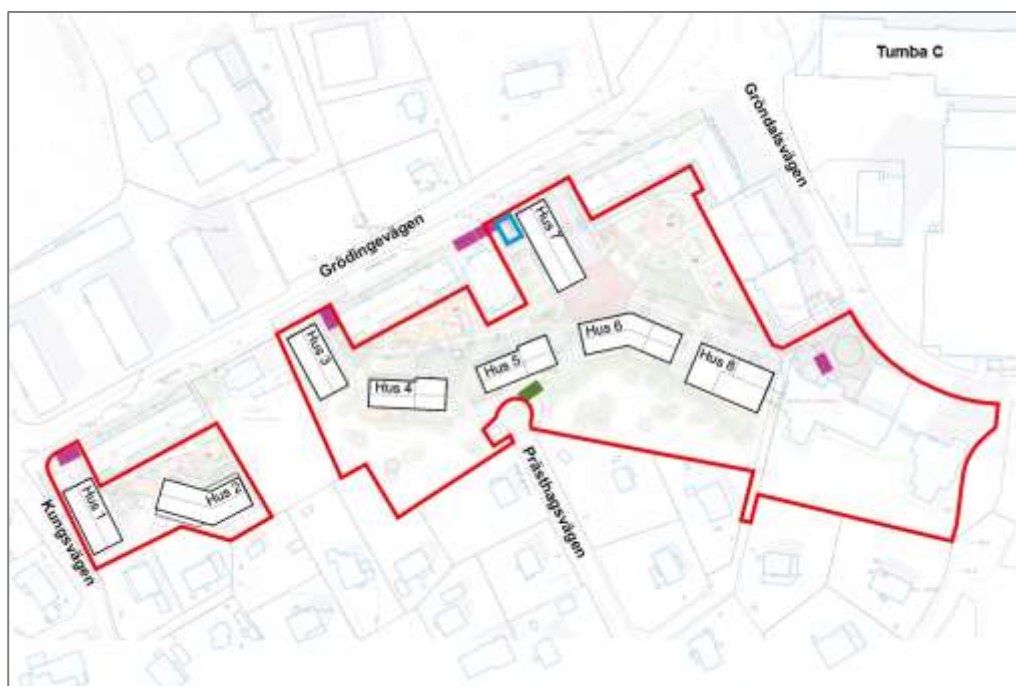 Tumba C
Gröndalsvägen
Grödingevägen
Hus 7
Hus 6
Hus 3
Hus 5
Hus 8
Hus 4
Prästhagsvägen
Hus 2
Hus 1
Kungsvägen